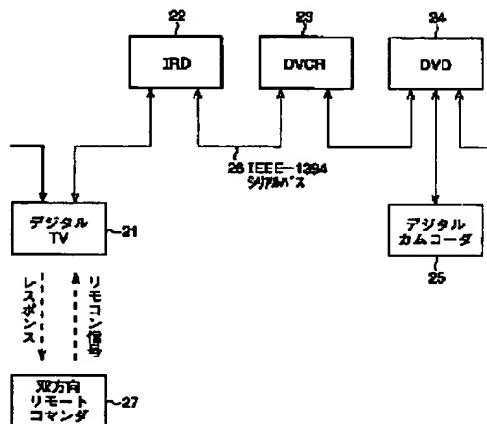 22
IRD
23
DVCR
24
DVD
26 IEEE-1394
シリアルバス
デジタル
TV
21
デジタル
カムコーダ
25
レスポンス
リモコン信号
双方向
リモート
コマンダ
27